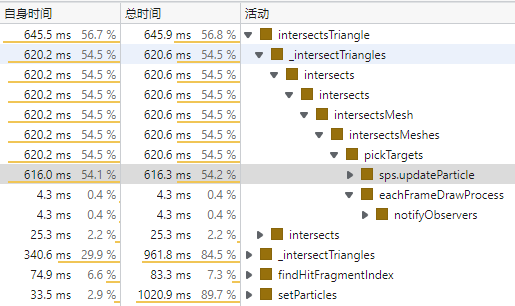 自身时间 总时间 活动
645.5 ms 56.7 % 645.9 ms 56.8 % intersectsTriangle
620.2 ms 54.5 % 620.6 ms 54.5 % _intersectTriangles
620.2 ms 54.5 % 620.6 ms 54.5 % intersects
620.2 ms 54.5 % 620.6 ms 54.5 % intersects
620.2 ms 54.5 % 620.6 ms 54.5 % intersectsMesh
620.2 ms 54.5 % 620.6 ms 54.5 % intersectsMeshes
620.2 ms 54.5 % 620.6 ms 54.5 % pickTargets
616.0 ms 54.1 % 616.3 ms 54.2 % sps.updateParticle
4.3 ms 0.4 % 4.3 ms 0.4 % eachFrameDrawProcess
4.3 ms 0.4 % 4.3 ms 0.4 % notifyObservers
25.3 ms 2.2 % 25.3 ms 2.2 % intersects
340.6 ms 29.9 % 961.8 ms 84.5 % _intersectTriangles
74.9 ms 6.6 % 83.3 ms 7.3 % findHitFragmentIndex
33.5 ms 2.9 % 1020.9 ms 89.7 % setParticles